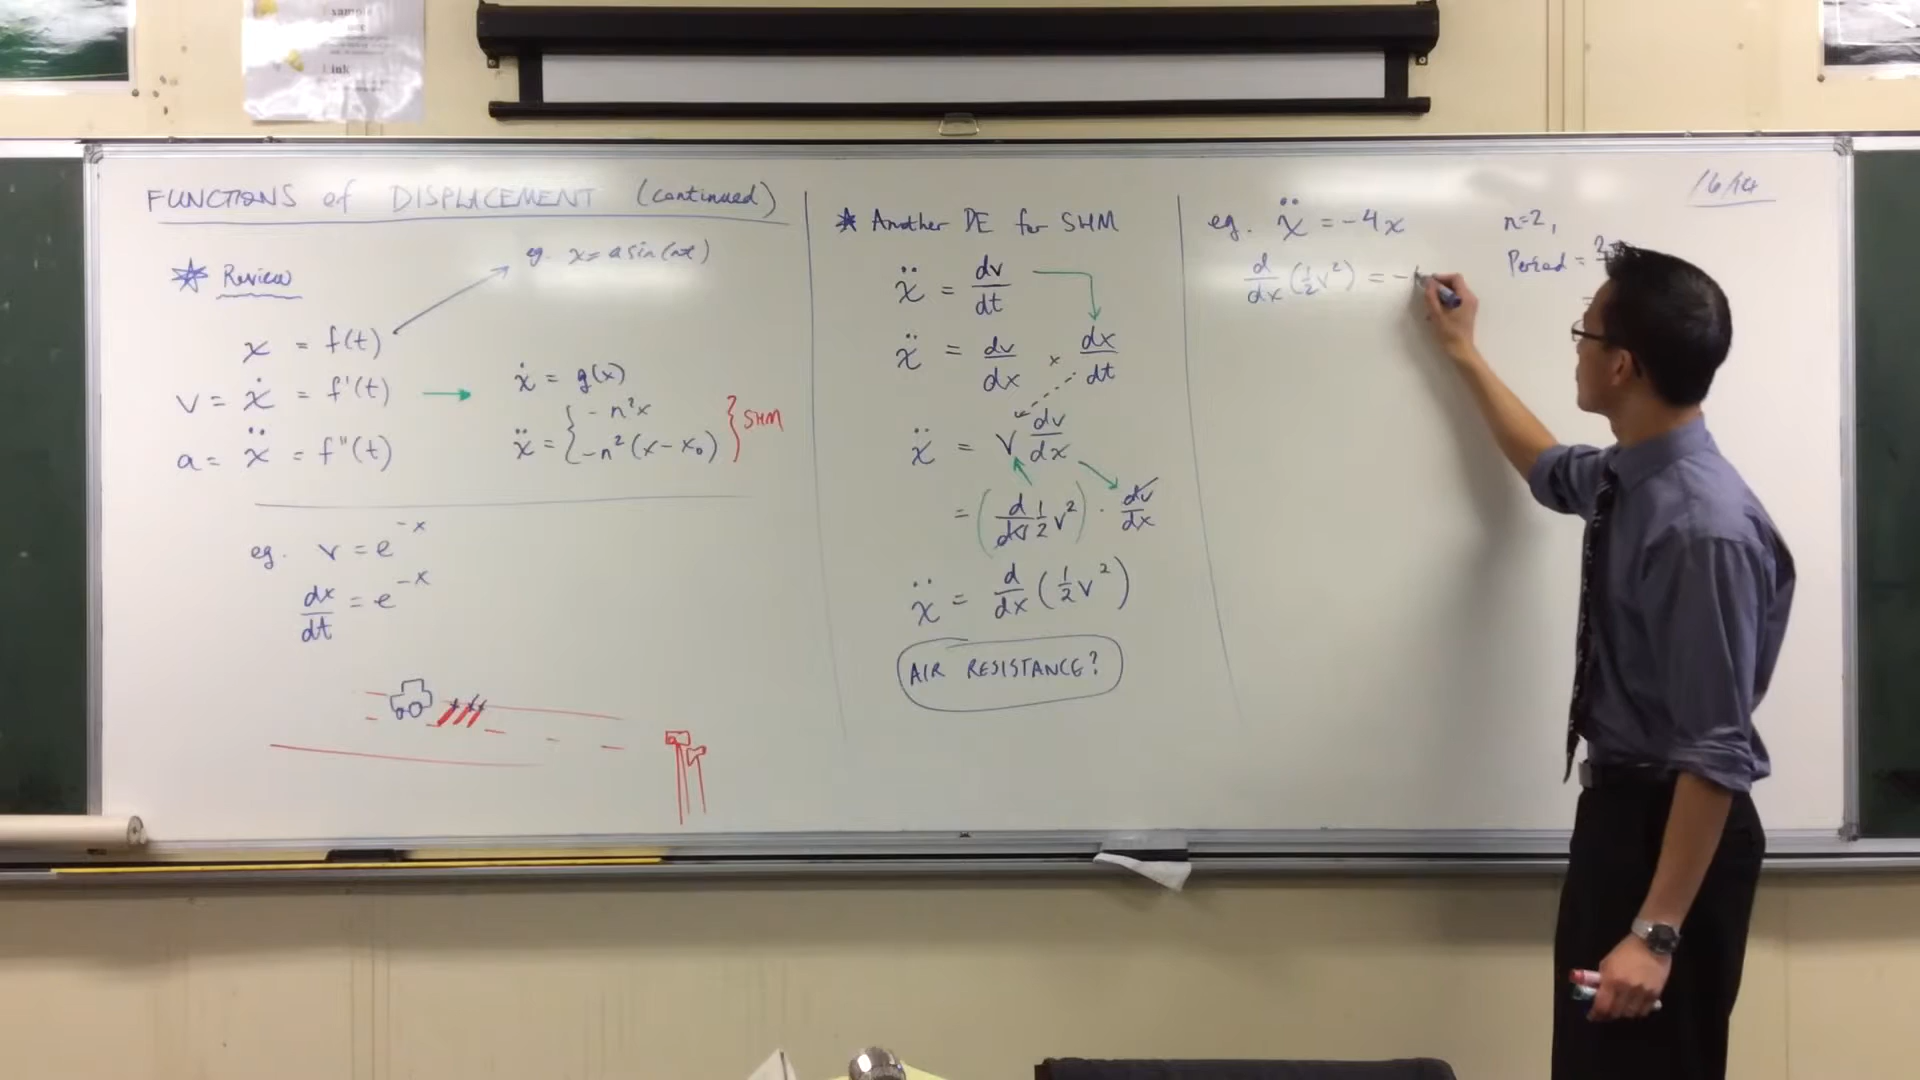 xample
Link
FUNCTIONS of DISPLACEMENT (continued)
★ Review
eg. x = a sin(nt)
x = f(t)
v = ẋ = f'(t) → ẋ = g(x)
a = ẍ = f"(t)
ẍ = { - n²x
-n²(x - x₀) } SHM
eg. v = e^-x
dx/dt = e^-x
★ Another DE for SHM
ẍ = dv/dt
ẍ = dv/dx × dx/dt
ẍ = v dv/dx
= (d/dv ½v²) · dv/dx
ẍ = d/dx (½v²)
AIR RESISTANCE?
16/14
eg. ẍ = -4x
d/dx (½v²) = -
n=2,
Period =
=